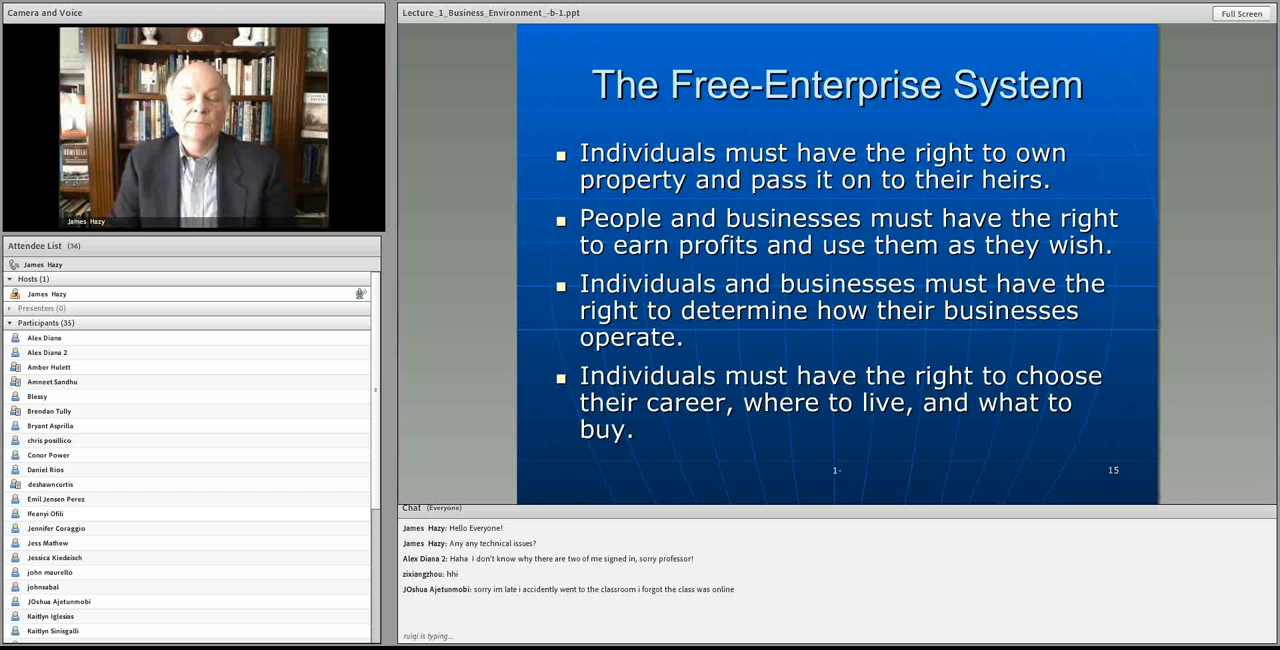 Camera and Voice
James Hazy
Attendee List (36)
James Hazy
Hosts (1)
James Hazy
Presenters (0)
Participants (35)
Alex Diana
Alex Diana 2
Amber Hulett
Amneet Sandhu
Blessy
Brendan Tully
Bryant Asprilla
chris posillico
Conor Power
Daniel Rios
deshawncurtis
Emil Jensen Perez
Ifeanyi Ofili
Jennifer Coraggio
Jess Mathew
Jessica Kiedaisch
john maurello
johnsabal
JOshua Ajetunmobi
Kaitlyn Iglesias
Kaitlyn Sinisgalli
Lecture_1_Business_Environment_-b-1.ppt
Full Screen
The Free-Enterprise System
Individuals must have the right to own
property and pass it on to their heirs.
People and businesses must have the right
to earn profits and use them as they wish.
Individuals and businesses must have the
right to determine how their businesses
operate.
Individuals must have the right to choose
their career, where to live, and what to
buy.
1-
15
Chat (Everyone)
James Hazy: Hello Everyone!
James Hazy: Any any technical issues?
Alex Diana 2: Haha I don't know why there are two of me signed in, sorry professor!
zixiangzhou: hhi
JOshua Ajetunmobi: sorry im late i accidently went to the classroom i forgot the class was online
ruiqi is typing...